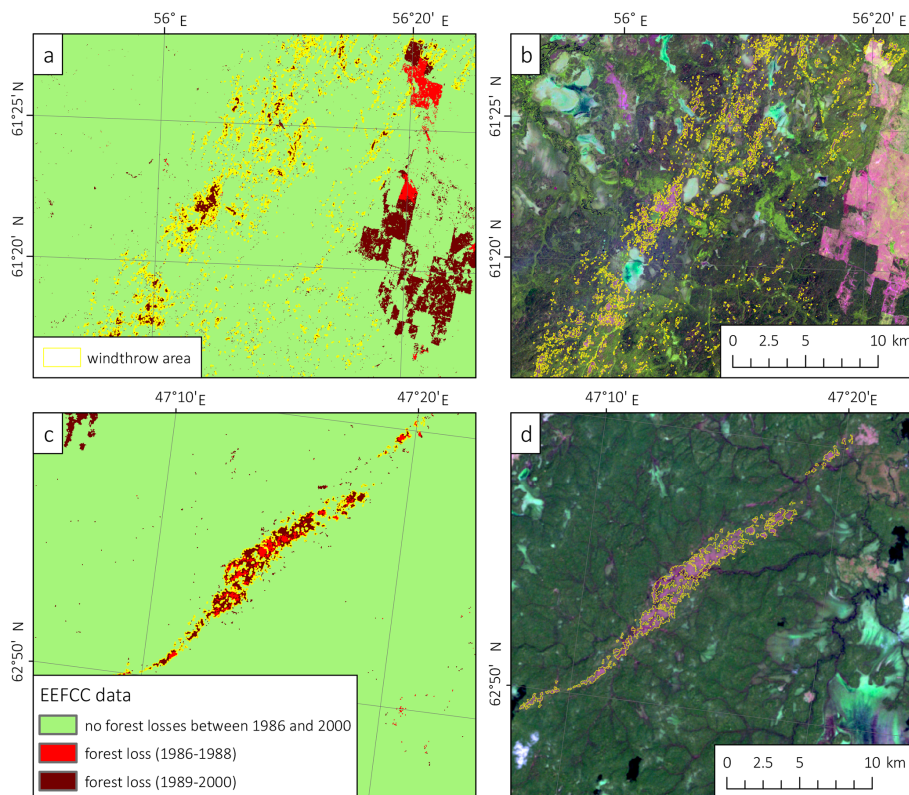 56° E
56°20' E
56° E
56°20' E
a
b
61°25' N
61°20' N
61°25' N
61°20' N
windthrow area
0 2.5 5 10 km
47°10' E
47°20' E
47°10' E
47°20' E
c
d
62°50' N
62°50' N
EEFCC data
no forest losses between 1986 and 2000
forest loss (1986-1988)
forest loss (1989-2000)
0 2.5 5 10 km